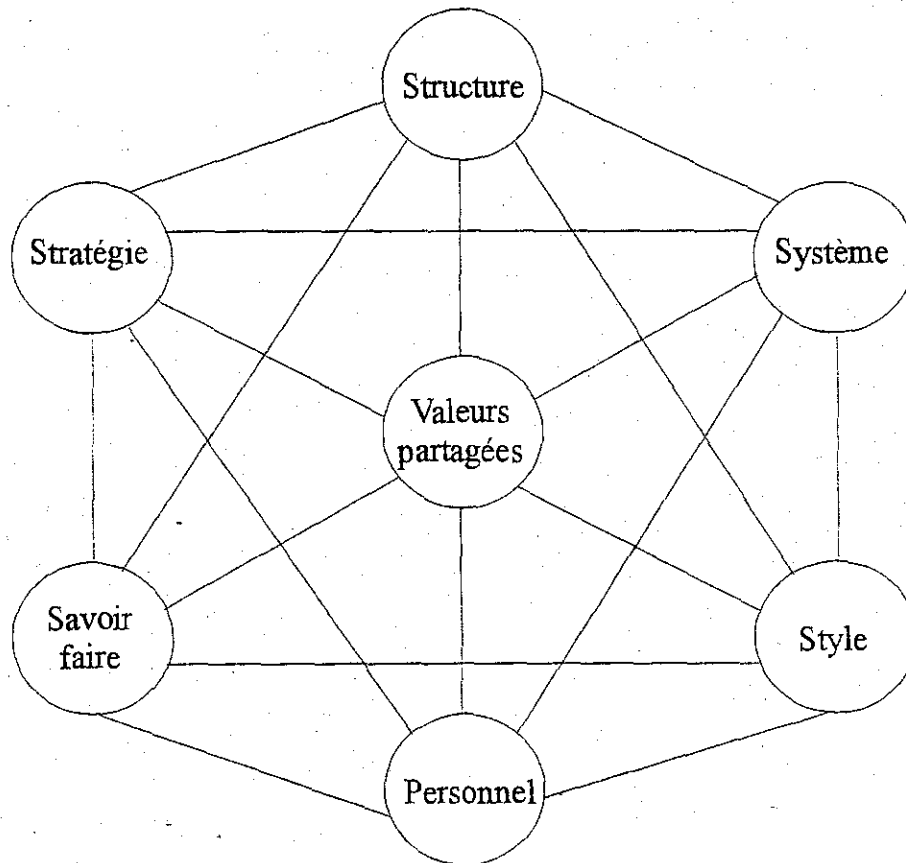 Structure
Stratégie
Système
Valeurs
partagées
Savoir
faire
Style
Personnel